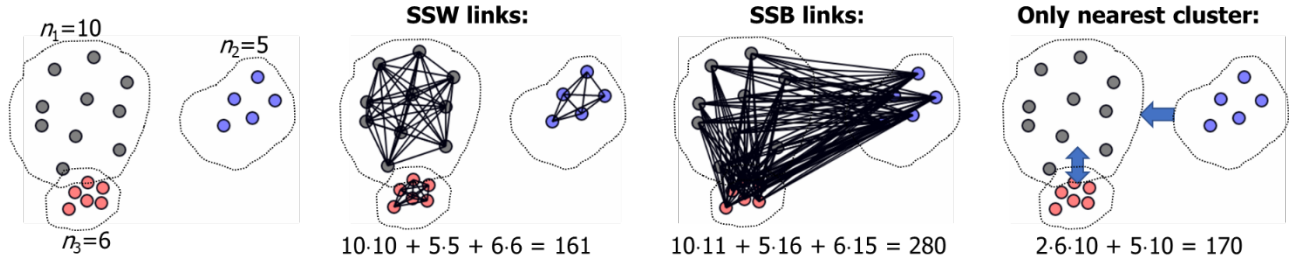 SSW links:
SSB links:
Only nearest cluster:
n₁=10
n₂=5
n₃=6
10·10 + 5·5 + 6·6 = 161
10·11 + 5·16 + 6·15 = 280
2·6·10 + 5·10 = 170